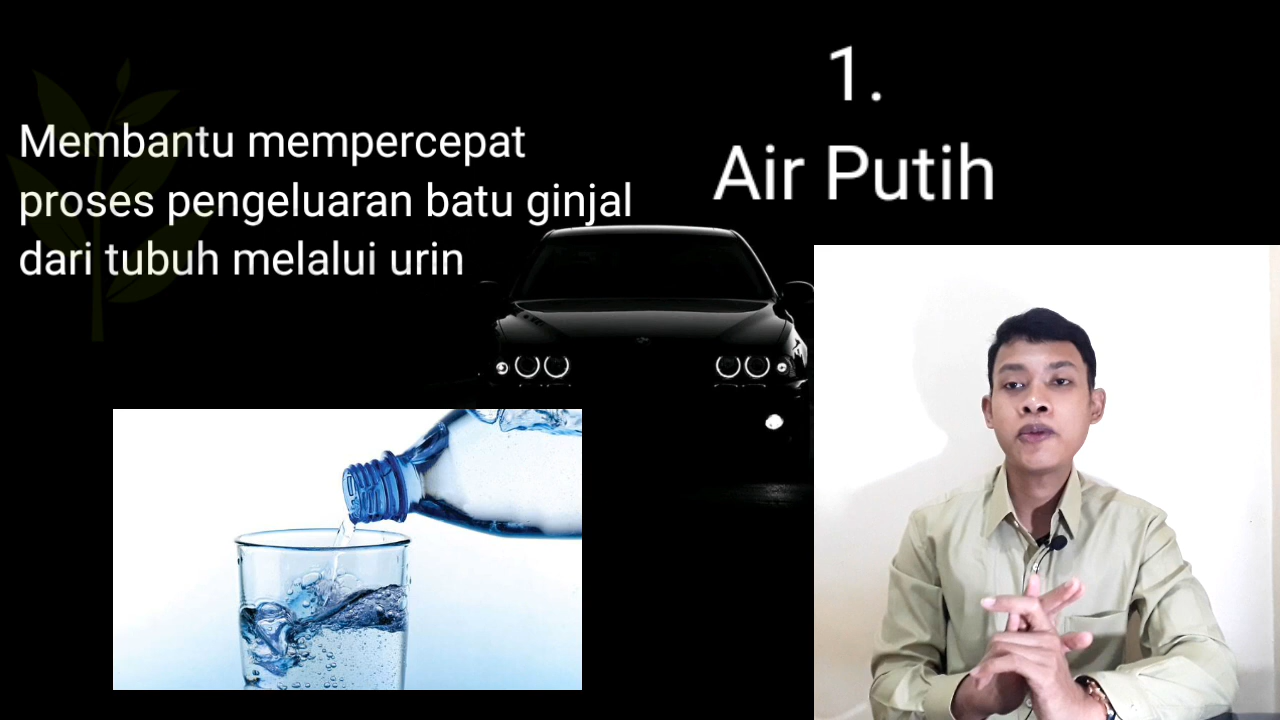 1.
Air Putih
Membantu mempercepat
proses pengeluaran batu ginjal
dari tubuh melalui urin